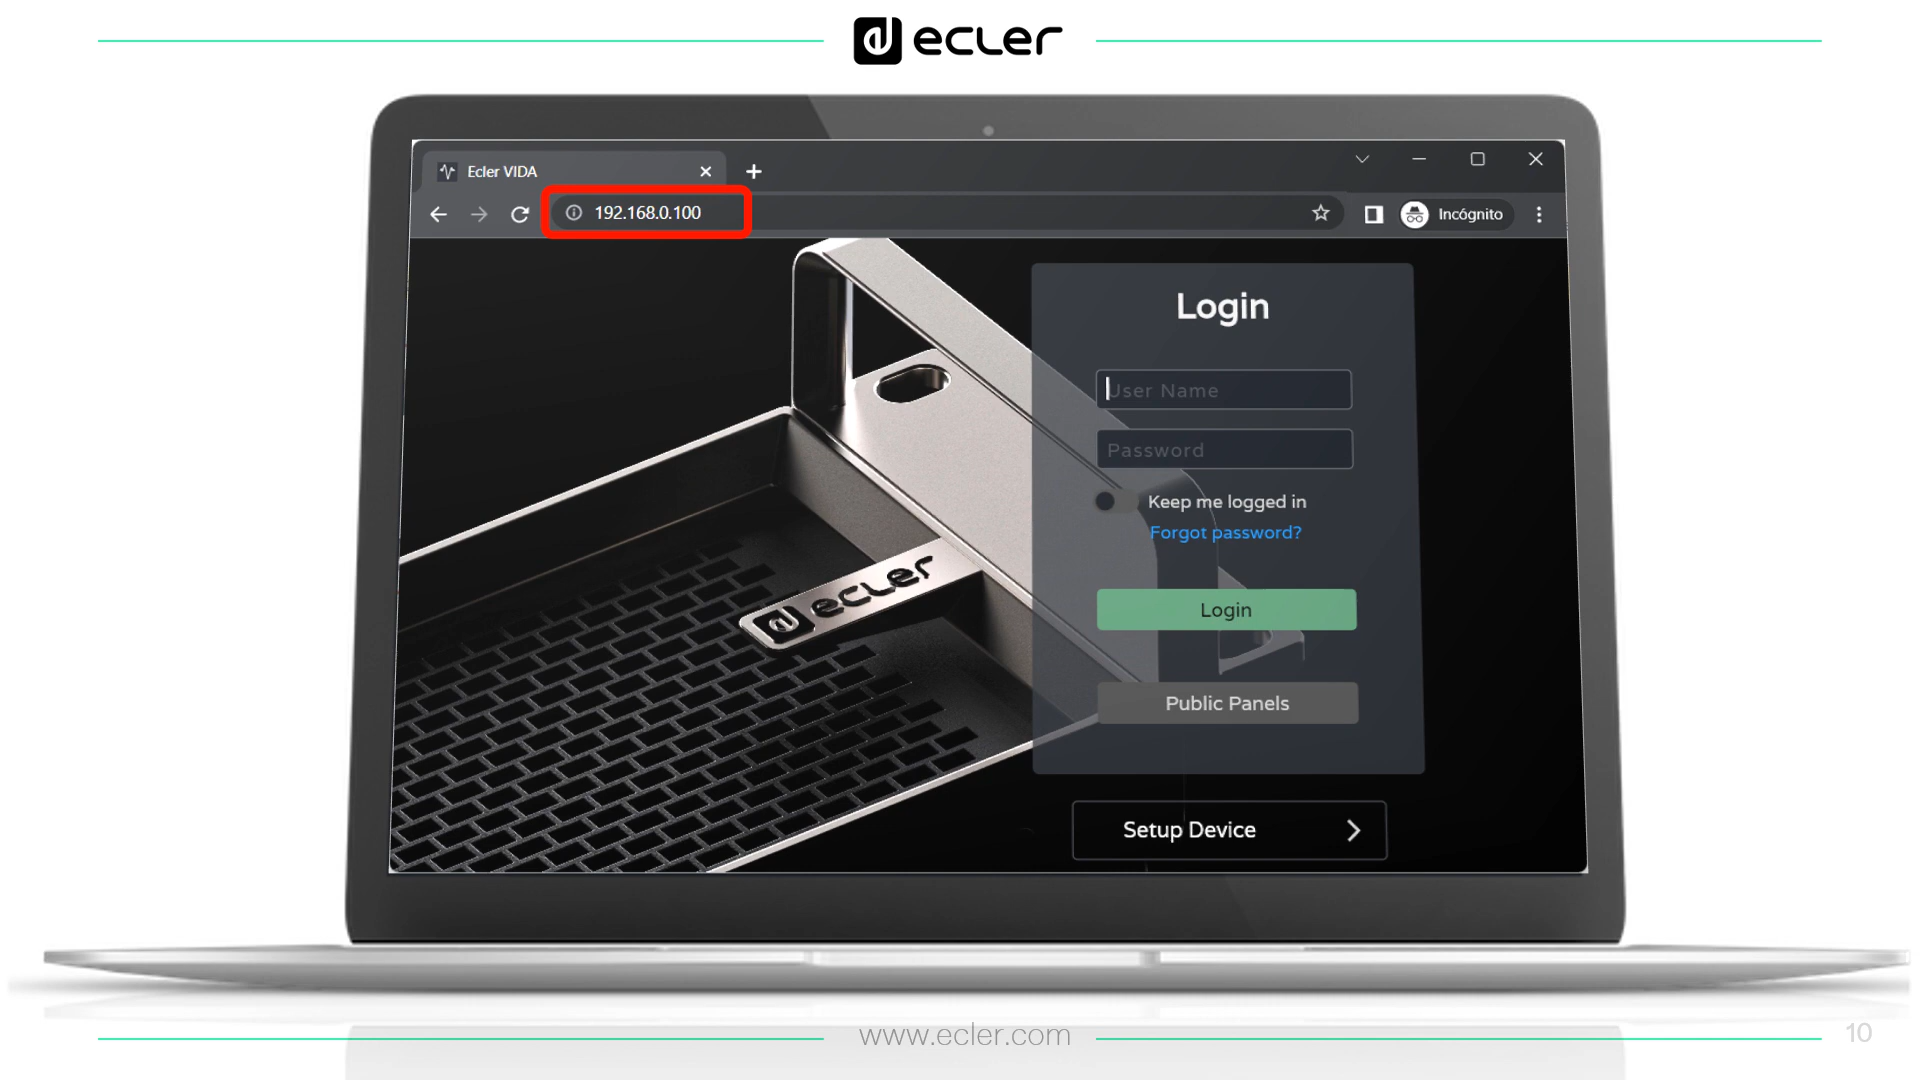 ecler
Ecler VIDA
192.168.0.100
Incógnito
Login
User Name
Password
Keep me logged in
Forgot password?
ecler
Login
Public Panels
Setup Device
www.ecler.com
10